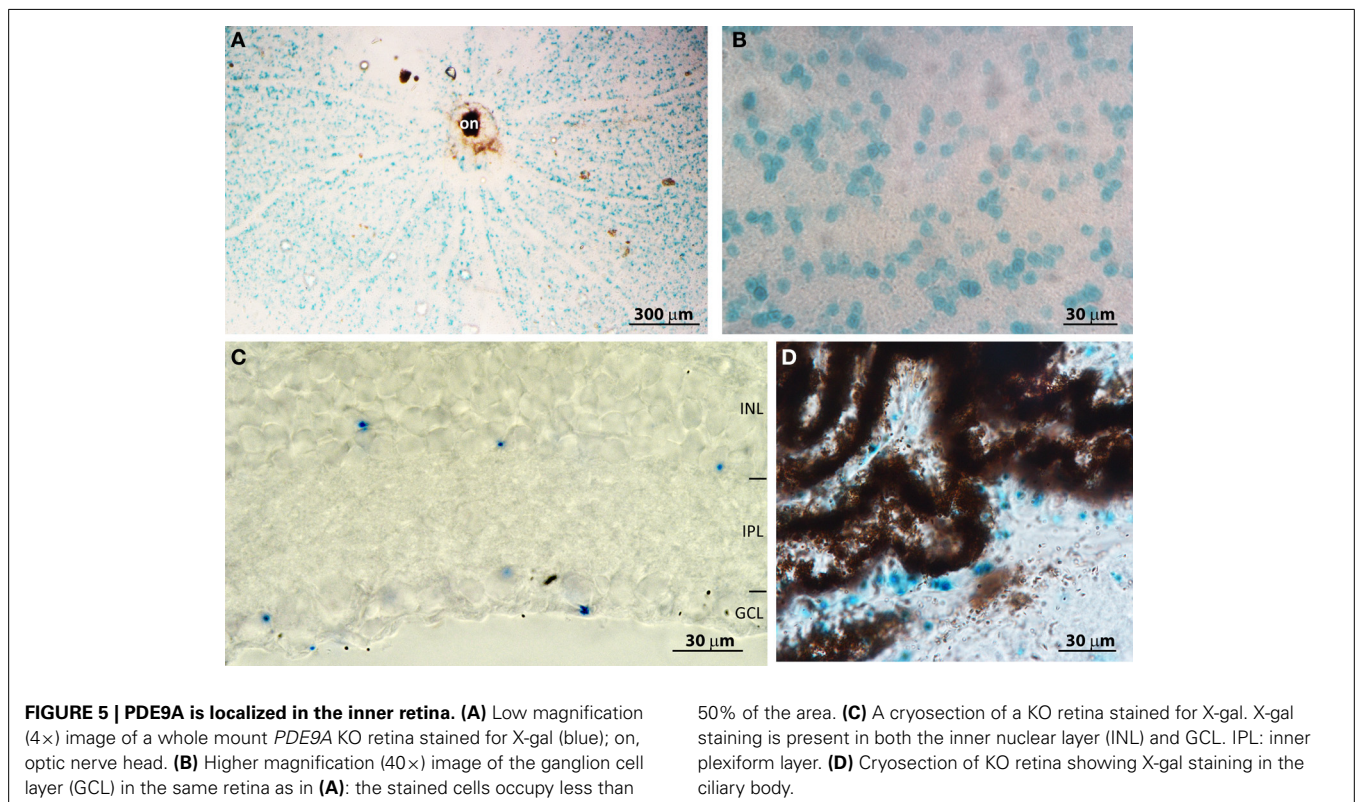 A
on
300 μm
B
30 μm
C
INL
IPL
GCL
30 μm
D
30 μm
FIGURE 5 | PDE9A is localized in the inner retina. (A) Low magnification
(4×) image of a whole mount PDE9A KO retina stained for X-gal (blue); on,
optic nerve head. (B) Higher magnification (40×) image of the ganglion cell
layer (GCL) in the same retina as in (A): the stained cells occupy less than
50% of the area. (C) A cryosection of a KO retina stained for X-gal. X-gal
staining is present in both the inner nuclear layer (INL) and GCL. IPL: inner
plexiform layer. (D) Cryosection of KO retina showing X-gal staining in the
ciliary body.